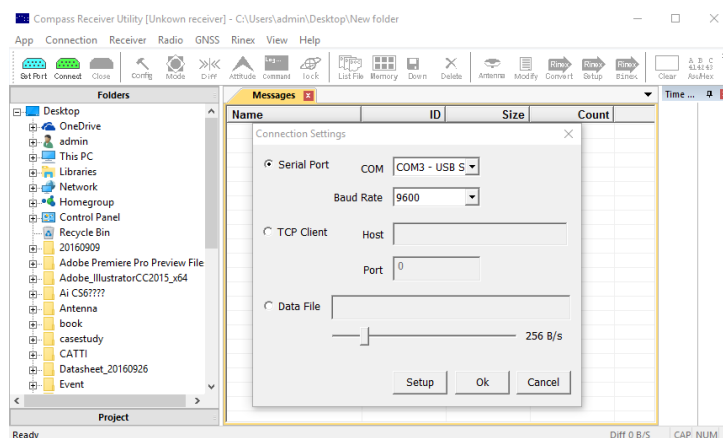 Compass Receiver Utility [Unkown receiver] - C:\Users\admin\Desktop\New folder
App Connection Receiver Radio GNSS Rinex View Help
Log...
Rinex Rinex Rinex
A B C
414243
Set Port Connect Close Config Mode Diff Attitude Command lock List File Memory Down Delete Antenna Modify Convert Setup Binex Clear Asc/Hex
Folders
Messages
Time ...
Desktop
OneDrive
admin
This PC
Libraries
Network
Homegroup
Control Panel
Recycle Bin
20160909
Adobe Premiere Pro Preview File
Adobe_IllustratorCC2015_x64
Ai CS6????
Antenna
book
casestudy
CATTI
Datasheet_20160926
Event
Project
Name ID Size Count
Connection Settings
Serial Port COM COM3 - USB S
Baud Rate 9600
TCP Client Host
Port 0
Data File
256 B/s
Setup Ok Cancel
Ready Diff 0 B/S CAP NUM